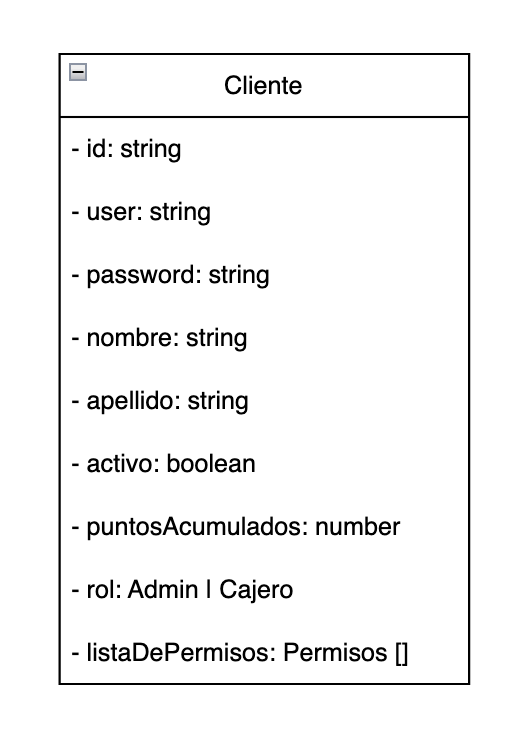 Cliente
- id: string
- user: string
- password: string
- nombre: string
- apellido: string
- activo: boolean
- puntosAcumulados: number
- rol: Admin | Cajero
- listaDePermisos: Permisos []